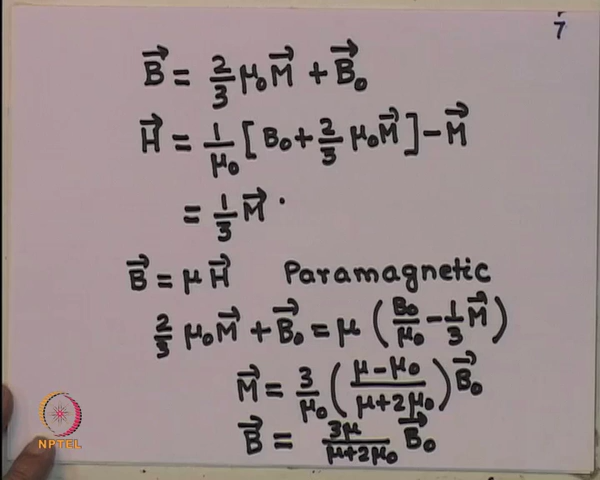 7
B⃗ = 2/3 μ₀M⃗ + B⃗₀
H⃗ = 1/μ₀ [B₀ + 2/3 μ₀M⃗] - M⃗
= 1/3 M⃗ .
B⃗ = μH⃗ Paramagnetic
2/3 μ₀M⃗ + B⃗₀ = μ (B₀/μ₀ - 1/3 M⃗)
M⃗ = 3/μ₀ (μ-μ₀/μ+2μ₀) B⃗₀
B⃗ = 3μ/μ+2μ₀ B⃗₀
NPTEL